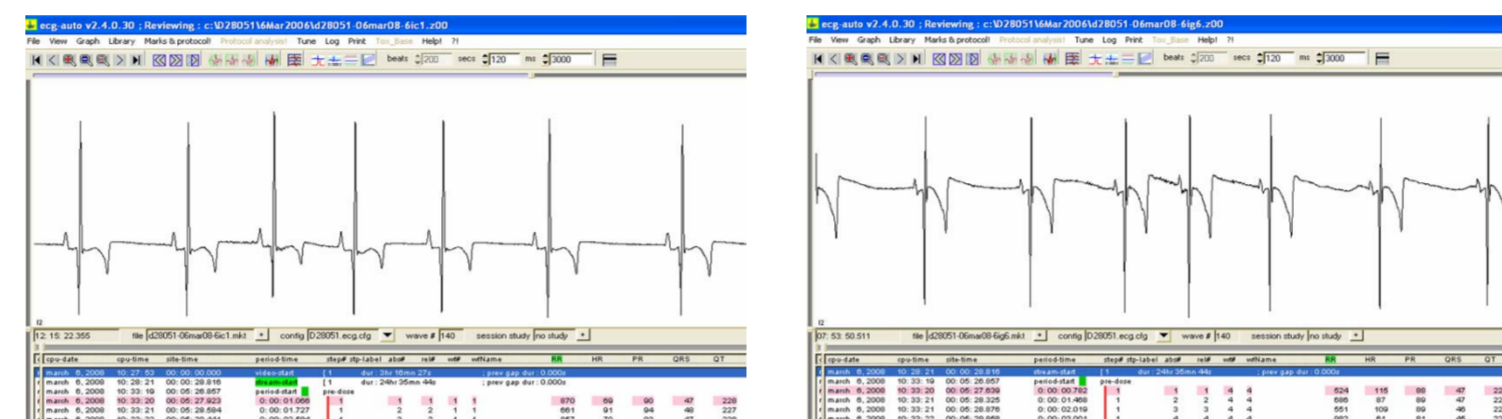 ecg-auto v2.4.0.30 ; Reviewing : c:\D28051\6Mar2006\d28051-06mar08-6ic1.z00
File View Graph Library Marks & protocol! Protocol analysis! Tune Log Print Tox_Base Help! ?!
beats 200 secs 120 ms 3000
12: 15: 22.355 file d28051-06mar08-6ic1.mkt * config D28051.ecg.cfg wave # 140 session study no study *
cpu-date cpu-time site-time period-time step# stp-label abs# rel# wf# wfName RR HR PR QRS QT
march 6, 2008 10: 27: 53 00: 00: 00.000 video-start [ 1 dur : 3hr 16mn 27s ; prev gap dur : 0.000s
march 6, 2008 10: 28: 21 00: 00: 28.816 stream-start [ 1 dur : 24hr 35mn 44s ; prev gap dur : 0.000s
march 6, 2008 10: 33: 19 00: 05: 26.857 period-start pre-dose
march 6, 2008 10: 33: 20 00: 05: 27.923 0: 00: 01.066 1 1 1 1 1 870 69 90 47 228
march 6, 2008 10: 33: 21 00: 05: 28.584 0: 00: 01.727 1 2 2 1 1 661 91 94 48 227
ecg-auto v2.4.0.30 ; Reviewing : c:\D28051\6Mar2006\d28051-06mar08-6ig6.z00
File View Graph Library Marks & protocol! Protocol analysis! Tune Log Print Tox_Base Help! ?!
beats 200 secs 120 ms 3000
07: 53: 50.511 file d28051-06mar08-6ig6.mkt * config D28051.ecg.cfg wave # 140 session study no study *
cpu-date cpu-time site-time period-time step# stp-label abs# rel# wf# wfName RR HR PR QRS QT
march 6, 2008 10: 28: 21 00: 00: 28.816 stream-start [ 1 dur : 24hr 35mn 44s ; prev gap dur : 0.000s
march 6, 2008 10: 33: 19 00: 05: 26.857 period-start pre-dose
march 6, 2008 10: 33: 20 00: 05: 27.639 0: 00: 00.782 1 1 1 4 4 524 115 88 47
march 6, 2008 10: 33: 21 00: 05: 28.325 0: 00: 01.468 1 2 2 4 4 686 87 89 47
march 6, 2008 10: 33: 21 00: 05: 28.876 0: 00: 02.019 1 3 3 4 4 551 109 89 46